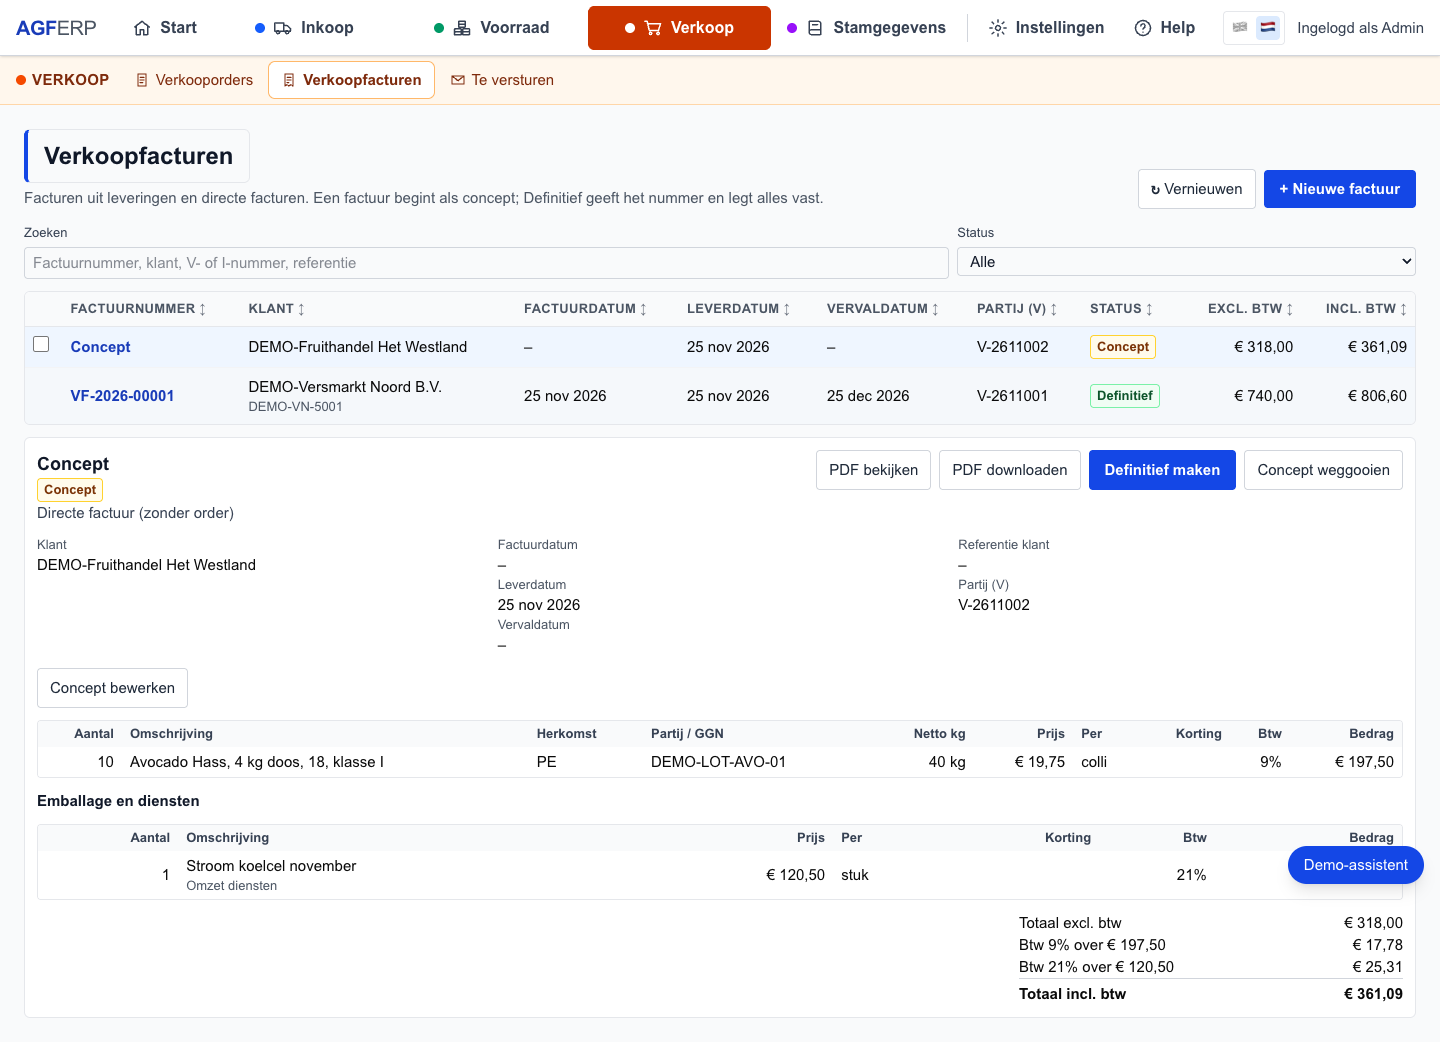 AGFERP
Start
Inkoop
Voorraad
Verkoop
Stamgegevens
Instellingen
Help
Ingelogd als Admin
VERKOOP
Verkooporders
Verkoopfacturen
Te versturen
Verkoopfacturen
Facturen uit leveringen en directe facturen. Een factuur begint als concept; Definitief geeft het nummer en legt alles vast.
↻ Vernieuwen
+ Nieuwe factuur
Zoeken
Status
Factuurnummer, klant, V- of I-nummer, referentie
Alle
FACTUURNUMMER ↕ KLANT ↕ FACTUURDATUM ↕ LEVERDATUM ↕ VERVALDATUM ↕ PARTIJ (V) ↕ STATUS ↕ EXCL. BTW ↕ INCL. BTW ↕
Concept DEMO-Fruithandel Het Westland – 25 nov 2026 – V-2611002 Concept € 318,00 € 361,09
VF-2026-00001 DEMO-Versmarkt Noord B.V. 25 nov 2026 25 nov 2026 25 dec 2026 V-2611001 Definitief € 740,00 € 806,60
DEMO-VN-5001
Concept
Concept
Directe factuur (zonder order)
PDF bekijken
PDF downloaden
Definitief maken
Concept weggooien
Klant
DEMO-Fruithandel Het Westland
Factuurdatum
–
Leverdatum
25 nov 2026
Vervaldatum
–
Referentie klant
–
Partij (V)
V-2611002
Concept bewerken
Aantal Omschrijving Herkomst Partij / GGN Netto kg Prijs Per Korting Btw Bedrag
10 Avocado Hass, 4 kg doos, 18, klasse I PE DEMO-LOT-AVO-01 40 kg € 19,75 colli 9% € 197,50
Emballage en diensten
Aantal Omschrijving Prijs Per Korting Btw Bedrag
1 Stroom koelcel november € 120,50 stuk 21%
Omzet diensten
Demo-assistent
Totaal excl. btw € 318,00
Btw 9% over € 197,50 € 17,78
Btw 21% over € 120,50 € 25,31
Totaal incl. btw € 361,09